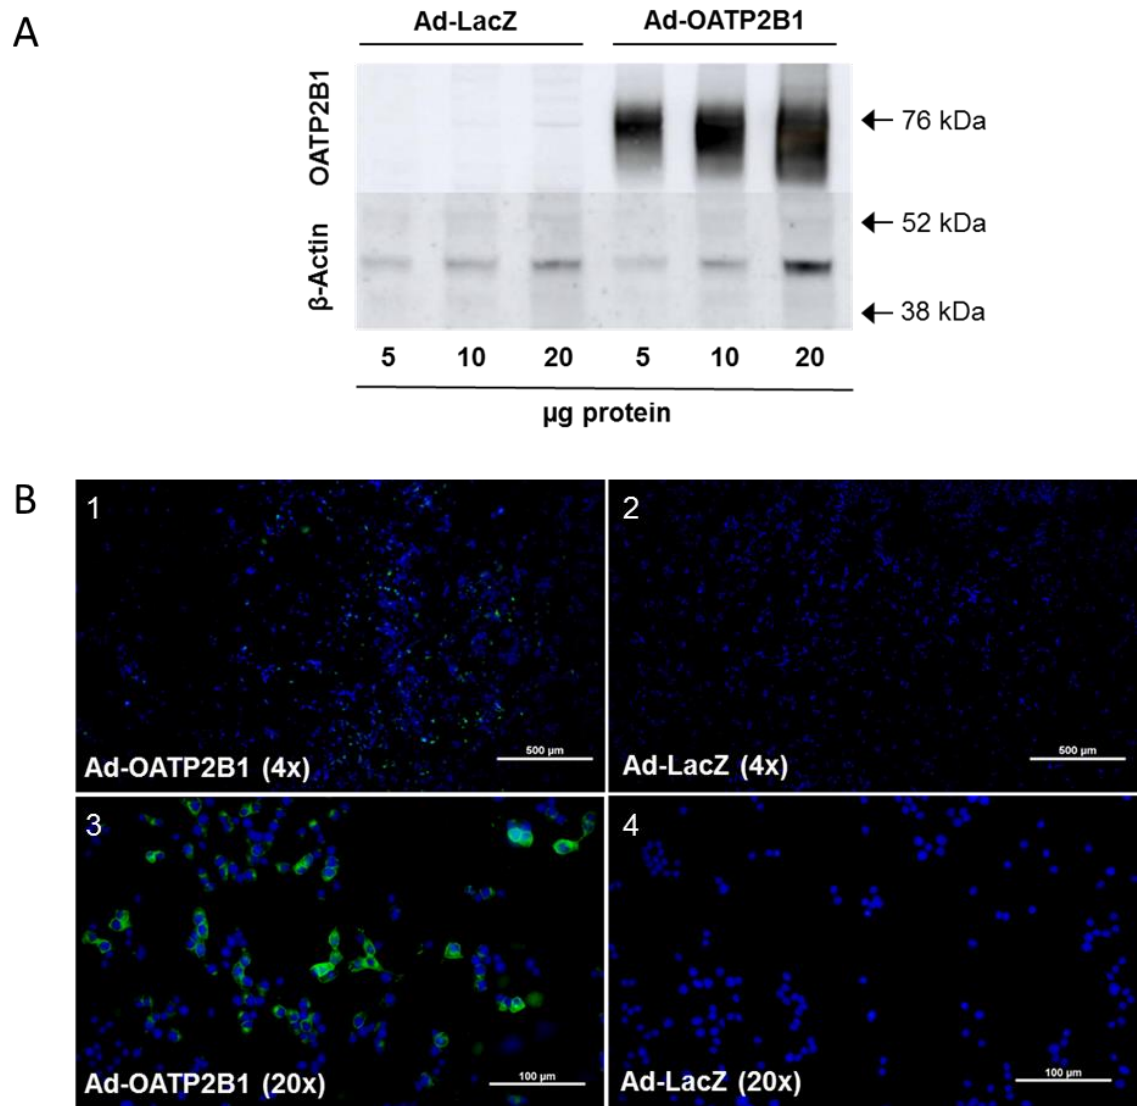 A
Ad-LacZ Ad-OATP2B1
OATP2B1
76 kDa
52 kDa
β-Actin
38 kDa
5 10 20 5 10 20
µg protein
B
1
500 µm
Ad-OATP2B1 (4x)
2
500 µm
Ad-LacZ (4x)
3
100 µm
Ad-OATP2B1 (20x)
4
100 µm
Ad-LacZ (20x)